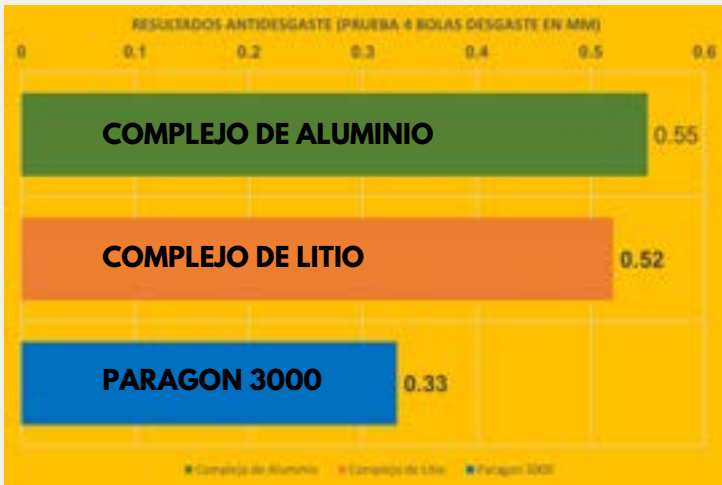 RESULTADOS ANTIDESGASTE (PRUEBA 4 BOLAS DESGASTE EN MM)
0 0.1 0.2 0.3 0.4 0.5 0.6
COMPLEJO DE ALUMINIO 0.55
COMPLEJO DE LITIO 0.52
PARAGON 3000 0.33
Complejo de Aluminio Complejo de Litio Paragon 3000